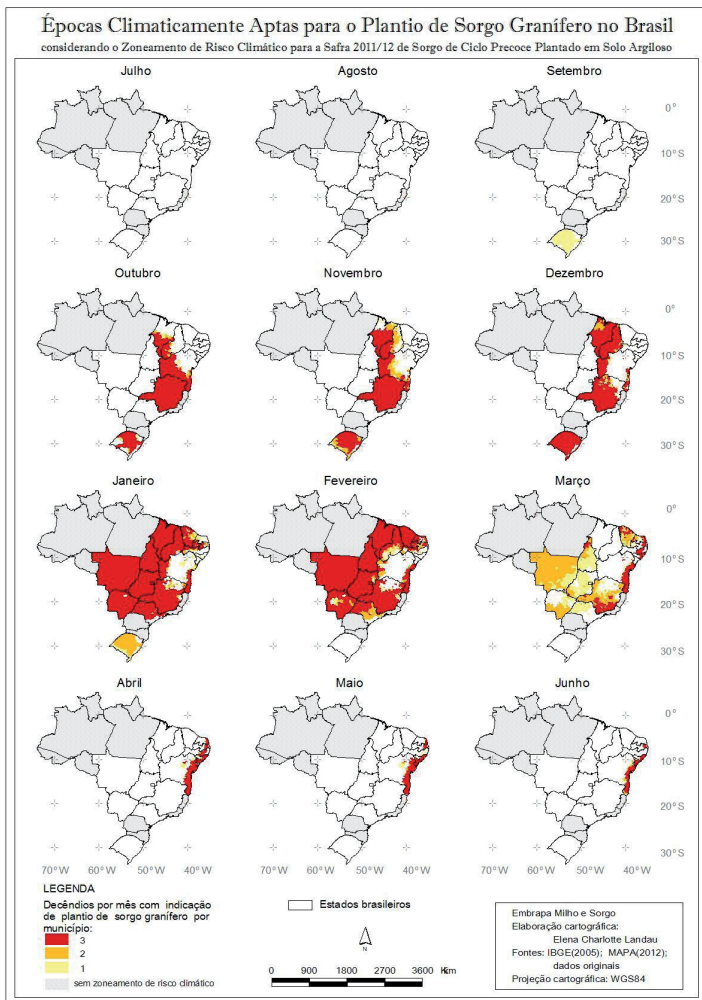 Épocas Climaticamente Aptas para o Plantio de Sorgo Granífero no Brasil
considerando o Zoneamento de Risco Climático para a Safra 2011/12 de Sorgo de Ciclo Precoce Plantado em Solo Argiloso
Julho
Agosto
Setembro
0°
10°S
20°S
30°S
Outubro
Novembro
Dezembro
0°
10°S
20°S
30°S
Janeiro
Fevereiro
Março
0°
10°S
20°S
30°S
Abril
Maio
Junho
0°
10°S
20°S
30°S
70°W 60°W 50°W 40°W
70°W 60°W 50°W 40°W
70°W 60°W 50°W 40°W
LEGENDA
Decêndios por mês com indicação
de plantio de sorgo granífero por
município:
3
2
1
sem zoneamento de risco climático
Estados brasileiros
N
0 900 1800 2700 3600 Km
Embrapa Milho e Sorgo
Elaboração cartográfica:
Elena Charlotte Landau
Fontes: IBGE(2005); MAPA(2012);
dados originais
Projeção cartográfica: WGS84